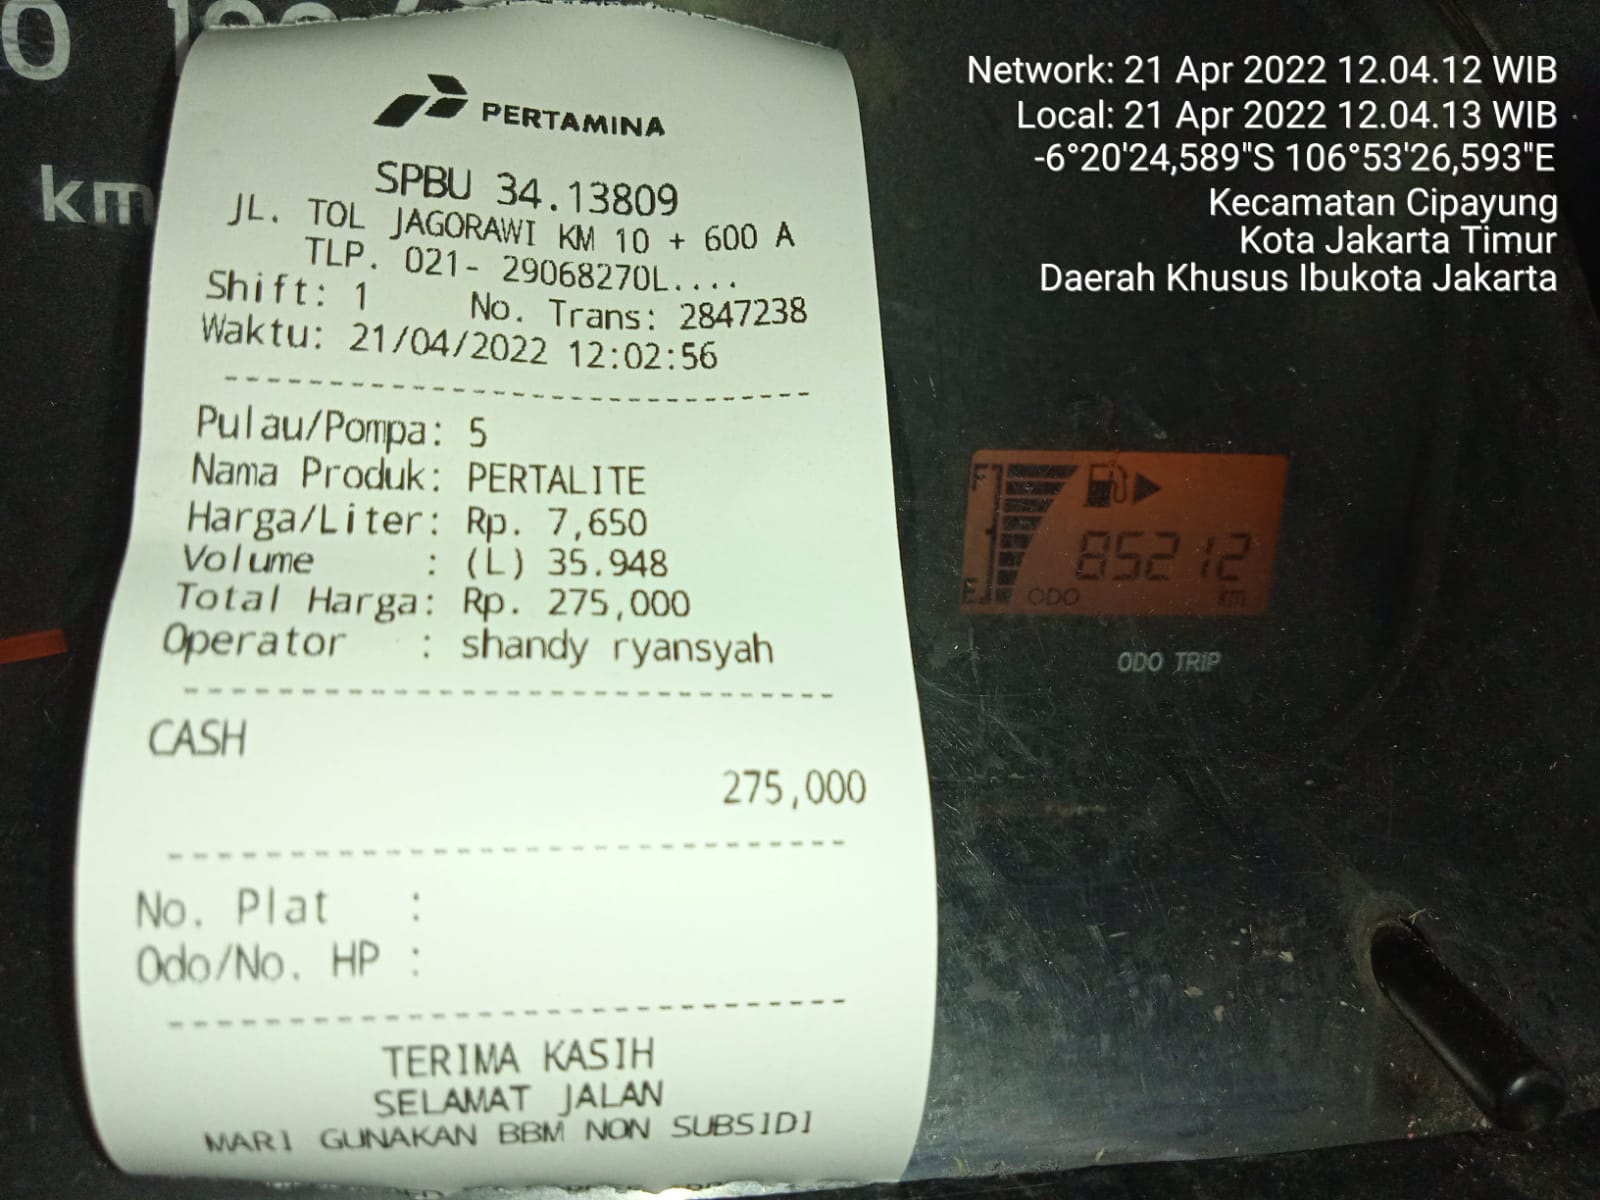 km
PERTAMINA
SPBU 34.13809
JL. TOL JAGORAWI KM 10 + 600 A
TLP. 021- 29068270L....
Shift: 1 No. Trans: 2847238
Waktu: 21/04/2022 12:02:56
Pulau/Pompa: 5
Nama Produk: PERTALITE
Harga/Liter: Rp. 7,650
Volume : (L) 35.948
Total Harga: Rp. 275,000
Operator : shandy ryansyah
CASH
275,000
No. Plat :
Odo/No. HP :
TERIMA KASIH
SELAMAT JALAN
MARI GUNAKAN BBM NON SUBSIDI
Network: 21 Apr 2022 12.04.12 WIB
Local: 21 Apr 2022 12.04.13 WIB
-6°20'24,589"S 106°53'26,593"E
Kecamatan Cipayung
Kota Jakarta Timur
Daerah Khusus Ibukota Jakarta
F
85212
E ODO km
ODO TRIP